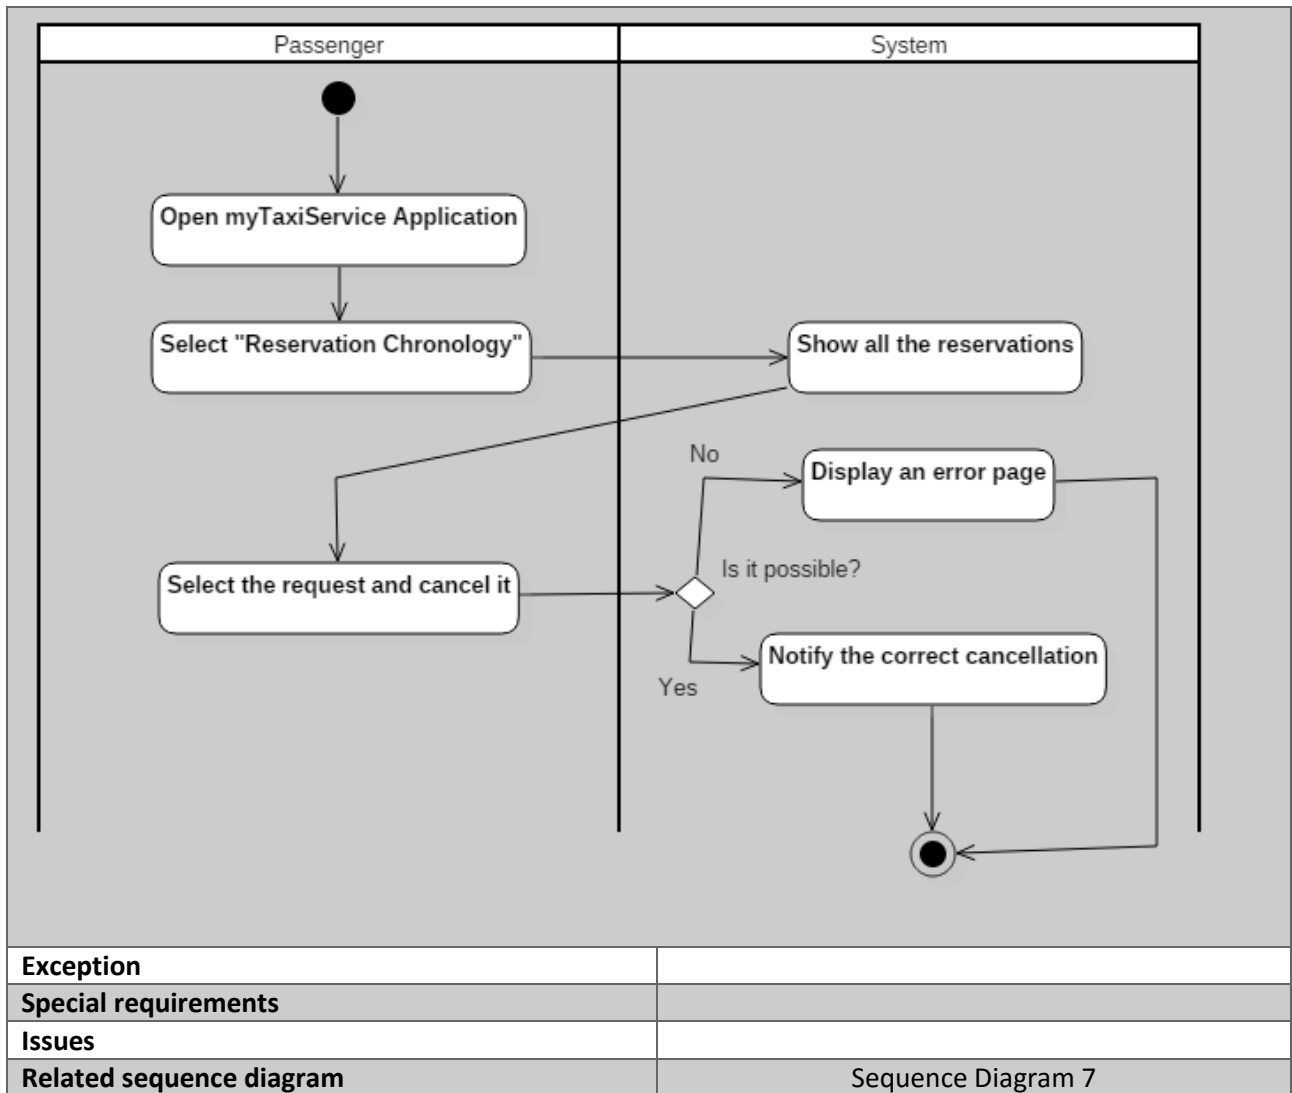 Passenger
System
Open myTaxiService Application
Select "Reservation Chronology"
Show all the reservations
No
Display an error page
Is it possible?
Select the request and cancel it
Notify the correct cancellation
Yes
Exception
Special requirements
Issues
Related sequence diagram
Sequence Diagram 7